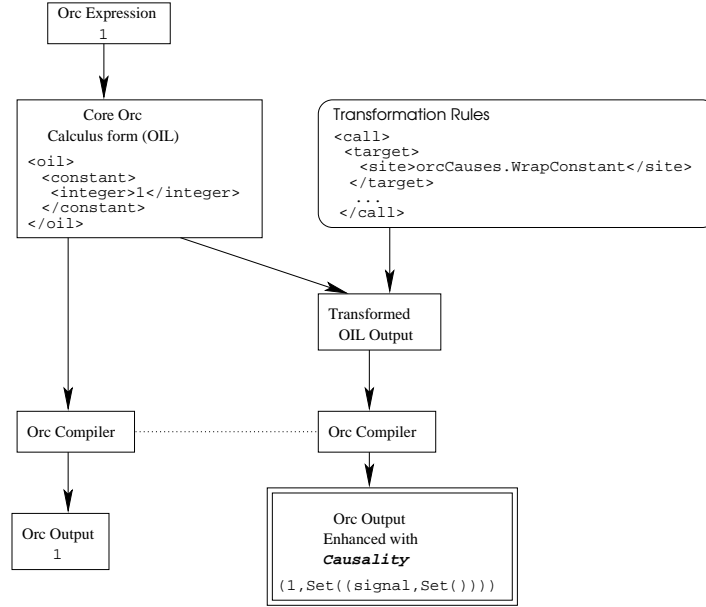 Orc Expression
1
Core Orc
Calculus form (OIL)
<oil>
<constant>
<integer>1</integer>
</constant>
</oil>
Transformation Rules
<call>
<target>
<site>orcCauses.WrapConstant</site>
</target>
...
</call>
Transformed
OIL Output
Orc Compiler
Orc Compiler
Orc Output
1
Orc Output
Enhanced with
Causality
(1,Set((signal,Set())))